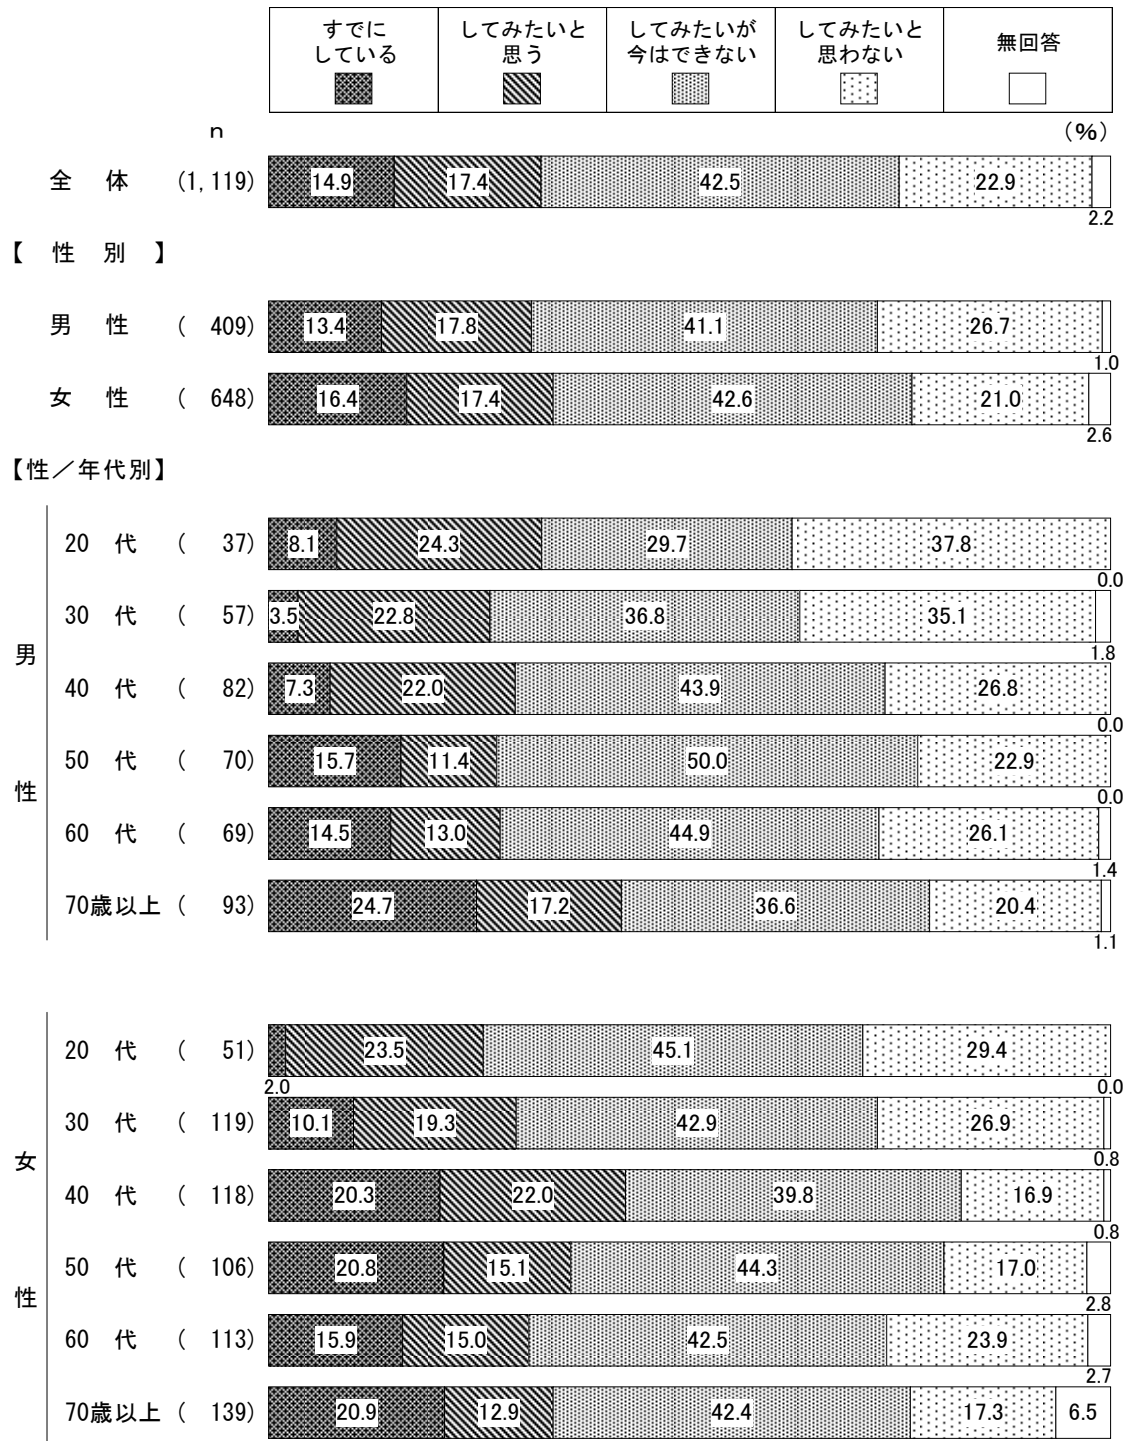 すでに
している
してみたいと
思う
してみたいが
今はできない
してみたいと
思わない
無回答
n (%)
全 体 (1,119) 14.9 17.4 42.5 22.9 2.2
【 性 別 】
男 性 ( 409) 13.4 17.8 41.1 26.7 1.0
女 性 ( 648) 16.4 17.4 42.6 21.0 2.6
【性/年代別】
男性
20 代 ( 37) 8.1 24.3 29.7 37.8 0.0
30 代 ( 57) 3.5 22.8 36.8 35.1 1.8
40 代 ( 82) 7.3 22.0 43.9 26.8 0.0
50 代 ( 70) 15.7 11.4 50.0 22.9 0.0
60 代 ( 69) 14.5 13.0 44.9 26.1 1.4
70歳以上 ( 93) 24.7 17.2 36.6 20.4 1.1
女性
20 代 ( 51) 2.0 23.5 45.1 29.4 0.0
30 代 ( 119) 10.1 19.3 42.9 26.9 0.8
40 代 ( 118) 20.3 22.0 39.8 16.9 0.8
50 代 ( 106) 20.8 15.1 44.3 17.0 2.8
60 代 ( 113) 15.9 15.0 42.5 23.9 2.7
70歳以上 ( 139) 20.9 12.9 42.4 17.3 6.5